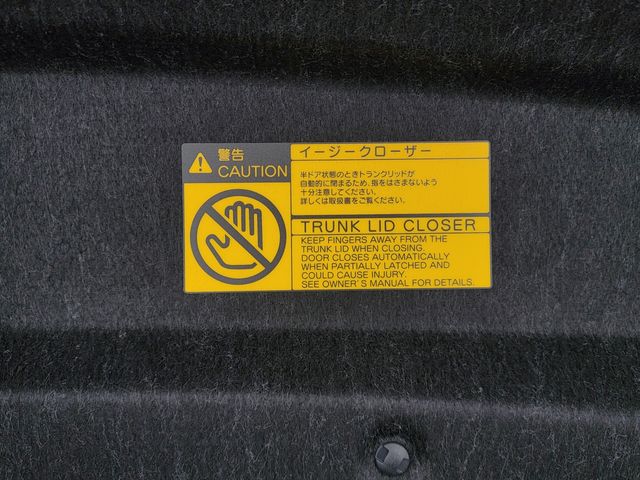 警告
CAUTION
イージークローザー
半ドア状態のときトランクリッドが
自動的に閉まるため、指をはさまないよう
十分注意してください。
詳しくは取扱書をご覧ください。
TRUNK LID CLOSER
KEEP FINGERS AWAY FROM THE
TRUNK LID WHEN CLOSING.
DOOR CLOSES AUTOMATICALLY
WHEN PARTIALLY LATCHED AND
COULD CAUSE INJURY.
SEE OWNER'S MANUAL FOR DETAILS.